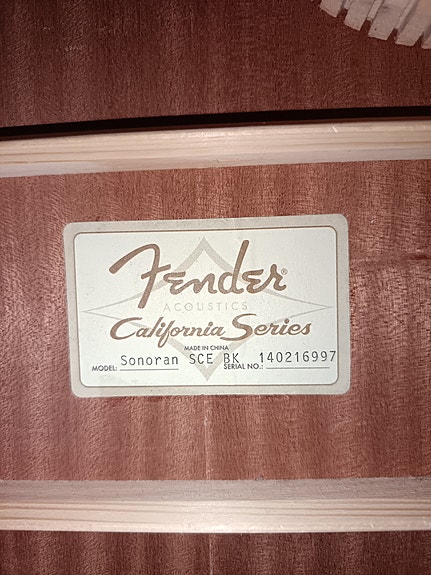 Fender®
ACOUSTICS
California Series
MADE IN CHINA
MODEL: Sonoran SCE BK SERIAL NO.: 140216997